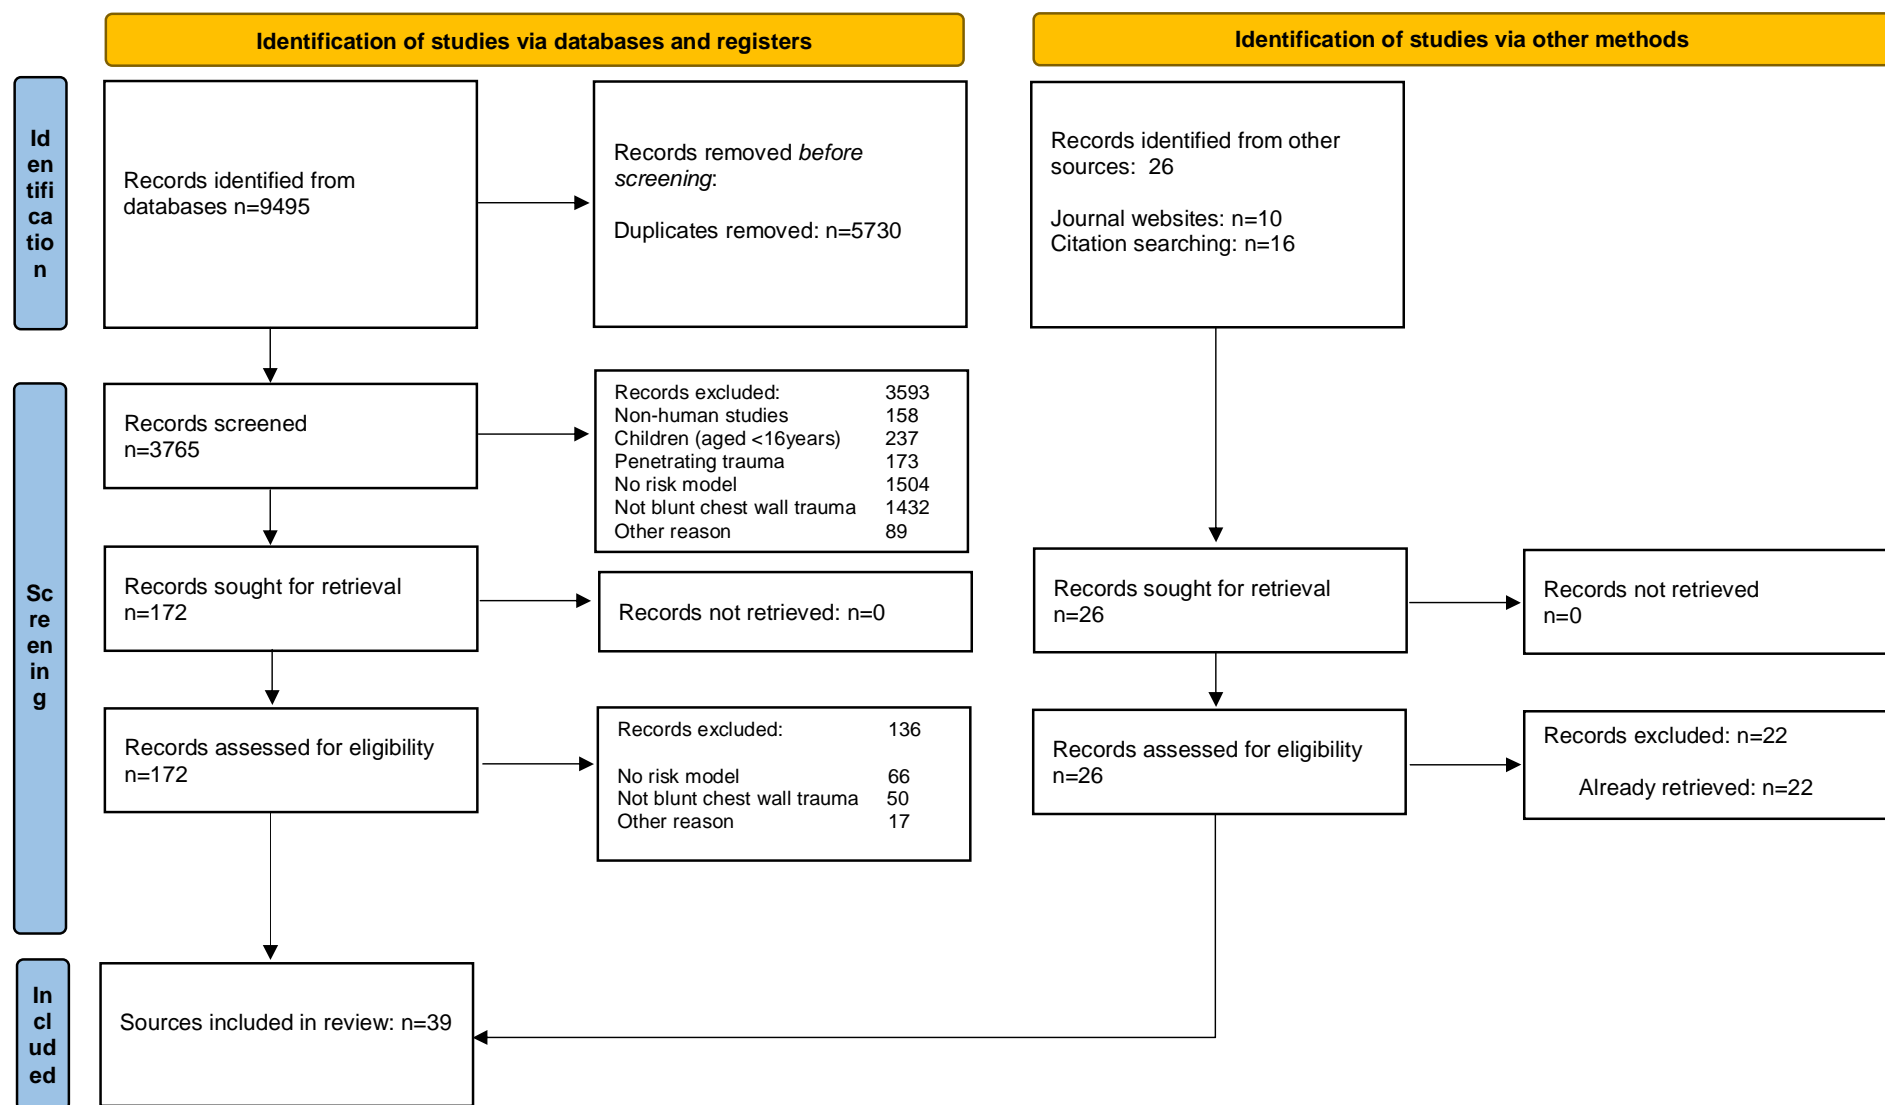 Identification of studies via databases and registers
Identification of studies via other methods
Id
en
tifi
ca
tio
n
Records identified from
databases n=9495
Records removed before
screening:
Duplicates removed: n=5730
Records identified from other
sources:  26
Journal websites: n=10
Citation searching: n=16
Sc
re
en
in
g
Records screened
n=3765
Records excluded: 3593
Non-human studies 158
Children (aged <16years) 237
Penetrating trauma 173
No risk model 1504
Not blunt chest wall trauma 1432
Other reason 89
Records sought for retrieval
n=172
Records not retrieved: n=0
Records sought for retrieval
n=26
Records not retrieved
n=0
Records assessed for eligibility
n=172
Records excluded: 136
No risk model 66
Not blunt chest wall trauma 50
Other reason 17
Records assessed for eligibility
n=26
Records excluded: n=22
Already retrieved: n=22
In
cl
ud
ed
Sources included in review: n=39